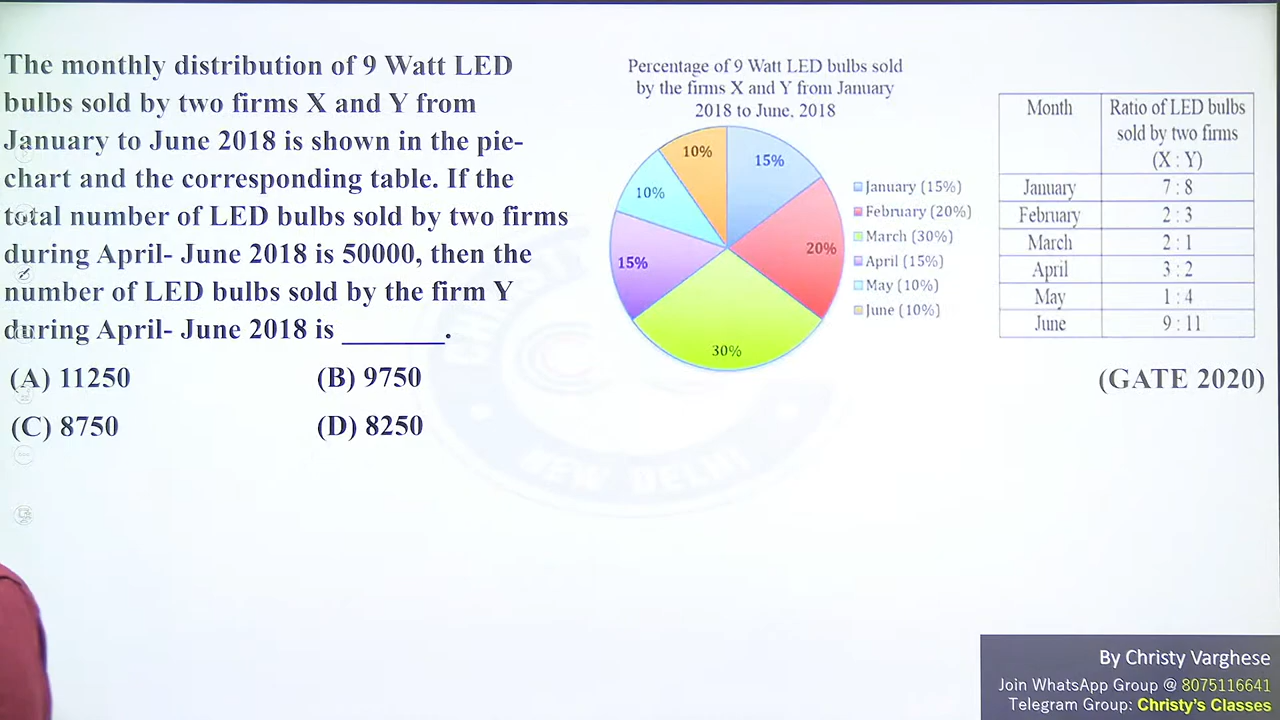 The monthly distribution of 9 Watt LED
bulbs sold by two firms X and Y from
January to June 2018 is shown in the pie-
chart and the corresponding table. If the
total number of LED bulbs sold by two firms
during April- June 2018 is 50000, then the
number of LED bulbs sold by the firm Y
during April- June 2018 is ________.
(A) 11250 (B) 9750
(C) 8750 (D) 8250
Percentage of 9 Watt LED bulbs sold
by the firms X and Y from January
2018 to June, 2018
10%
15%
10%
20%
15%
30%
January (15%)
February (20%)
March (30%)
April (15%)
May (10%)
June (10%)
Month Ratio of LED bulbs
sold by two firms
(X : Y)
January 7 : 8
February 2 : 3
March 2 : 1
April 3 : 2
May 1 : 4
June 9 : 11
(GATE 2020)
NEW DELHI
By Christy Varghese
Join WhatsApp Group @ 8075116641
Telegram Group: Christy's Classes